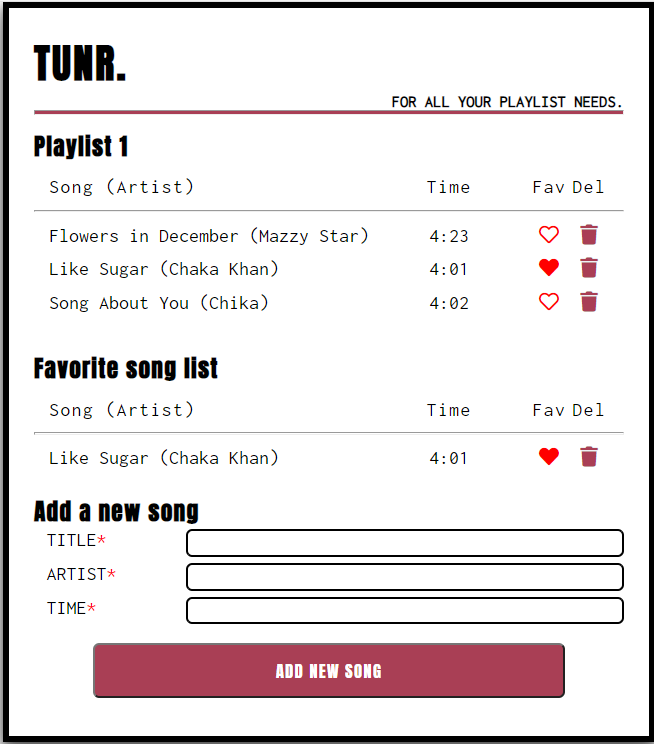 TUNR.
FOR ALL YOUR PLAYLIST NEEDS.
Playlist 1
Song (Artist) Time Fav Del
Flowers in December (Mazzy Star) 4:23
Like Sugar (Chaka Khan) 4:01
Song About You (Chika) 4:02
Favorite song list
Song (Artist) Time Fav Del
Like Sugar (Chaka Khan) 4:01
Add a new song
TITLE*
ARTIST*
TIME*
ADD NEW SONG